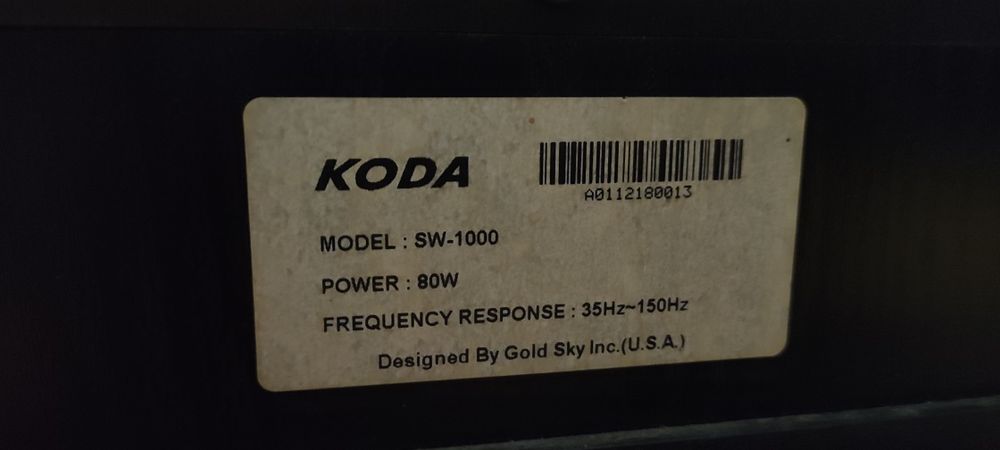 KODA
A0112180013
MODEL : SW-1000
POWER : 80W
FREQUENCY RESPONSE : 35Hz~150Hz
Designed By Gold Sky Inc.(U.S.A.)